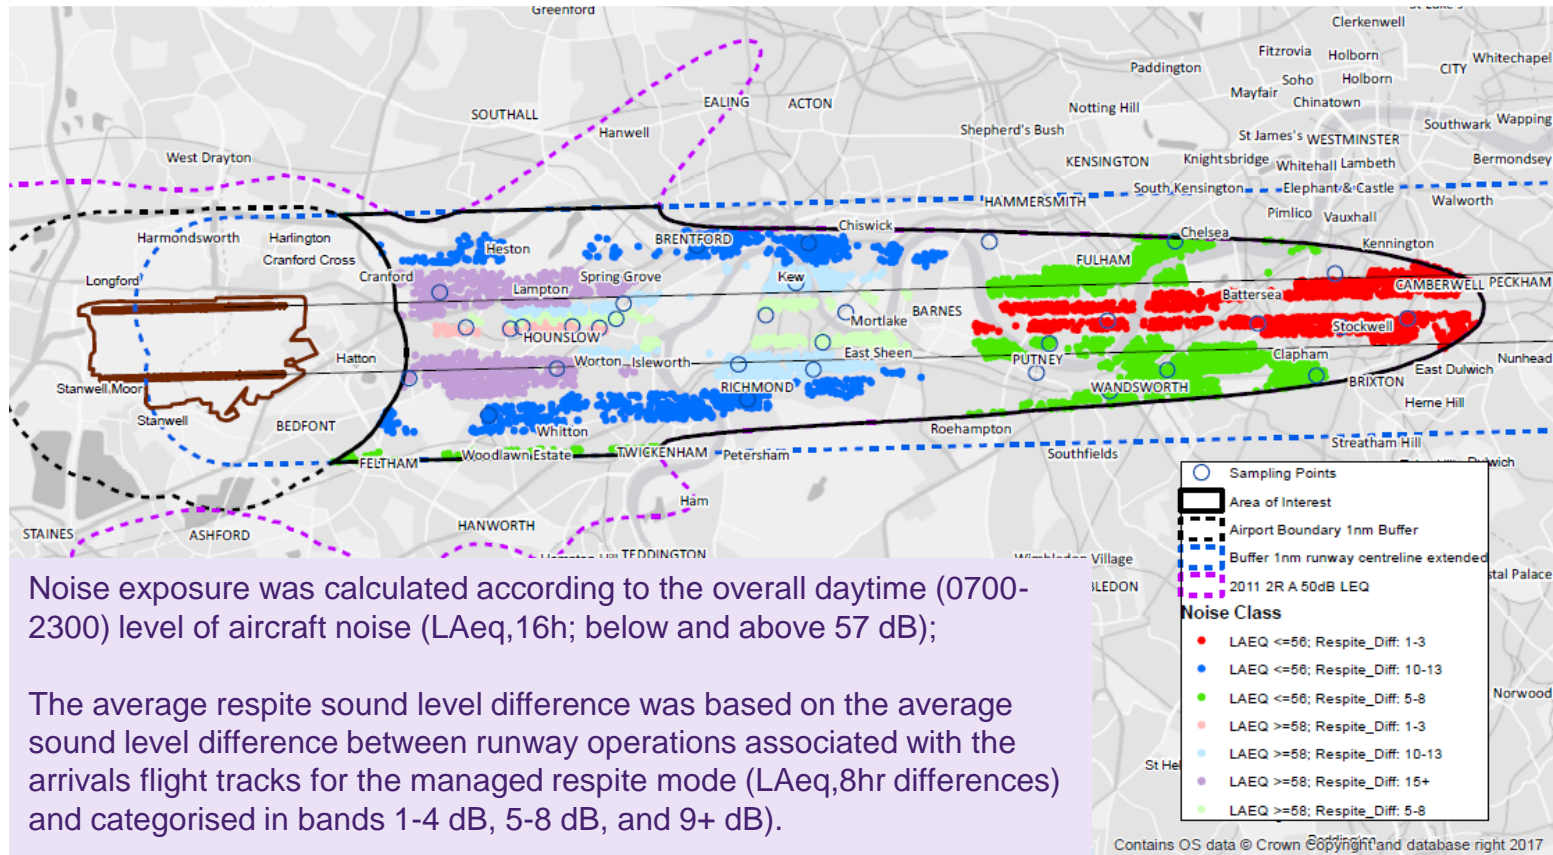 Greenford
Clerkenwell
Fitzrovia
Holborn
Whitechapel
Paddington
CITY
Soho
Holborn
Mayfair
Chinatown
EALING
ACTON
Notting Hill
SOUTHALL
Southwark
Wapping
Hanwell
Shepherd's Bush
St James's
WESTMINSTER
West Drayton
KENSINGTON
Knightsbridge
Whitehall
Lambeth
Bermondsey
South Kensington
Elephant & Castle
HAMMERSMITH
Walworth
Pimlico
Vauxhall
Harmondsworth
Harlington
Heston
BRENTFORD
Chiswick
Chelsea
Kennington
Cranford Cross
FULHAM
Longford
Cranford
Spring Grove
Kew
Lampton
Battersea
CAMBERWELL
PECKHAM
BARNES
Mortlake
HOUNSLOW
Stockwell
Hatton
Worton
Isleworth
East Sheen
PUTNEY
Clapham
Nunhead
Stanwell Moor
RICHMOND
WANDSWORTH
BRIXTON
East Dulwich
Stanwell
Herne Hill
BEDFONT
Whitton
Roehampton
Streatham Hill
FELTHAM
Woodlawn Estate
TWICKENHAM
Petersham
Southfields
Dulwich
Ham
STAINES
ASHFORD
HANWORTH
TEDDINGTON
Wimbledon Village
Norwood
Sampling Points
Area of Interest
Airport Boundary 1nm Buffer
Buffer 1nm runway centreline extended
2011 2R A 50dB LEQ
Noise Class
LAEQ <=56; Respite_Diff: 1-3
LAEQ <=56; Respite_Diff: 10-13
LAEQ <=56; Respite_Diff: 5-8
LAEQ >=58; Respite_Diff: 1-3
LAEQ >=58; Respite_Diff: 10-13
LAEQ >=58; Respite_Diff: 15+
LAEQ >=58; Respite_Diff: 5-8
Noise exposure was calculated according to the overall daytime (0700-
2300) level of aircraft noise (LAeq,16h; below and above 57 dB);
The average respite sound level difference was based on the average
sound level difference between runway operations associated with the
arrivals flight tracks for the managed respite mode (LAeq,8hr differences)
and categorised in bands 1-4 dB, 5-8 dB, and 9+ dB).
Contains OS data © Crown Copyright and database right 2017